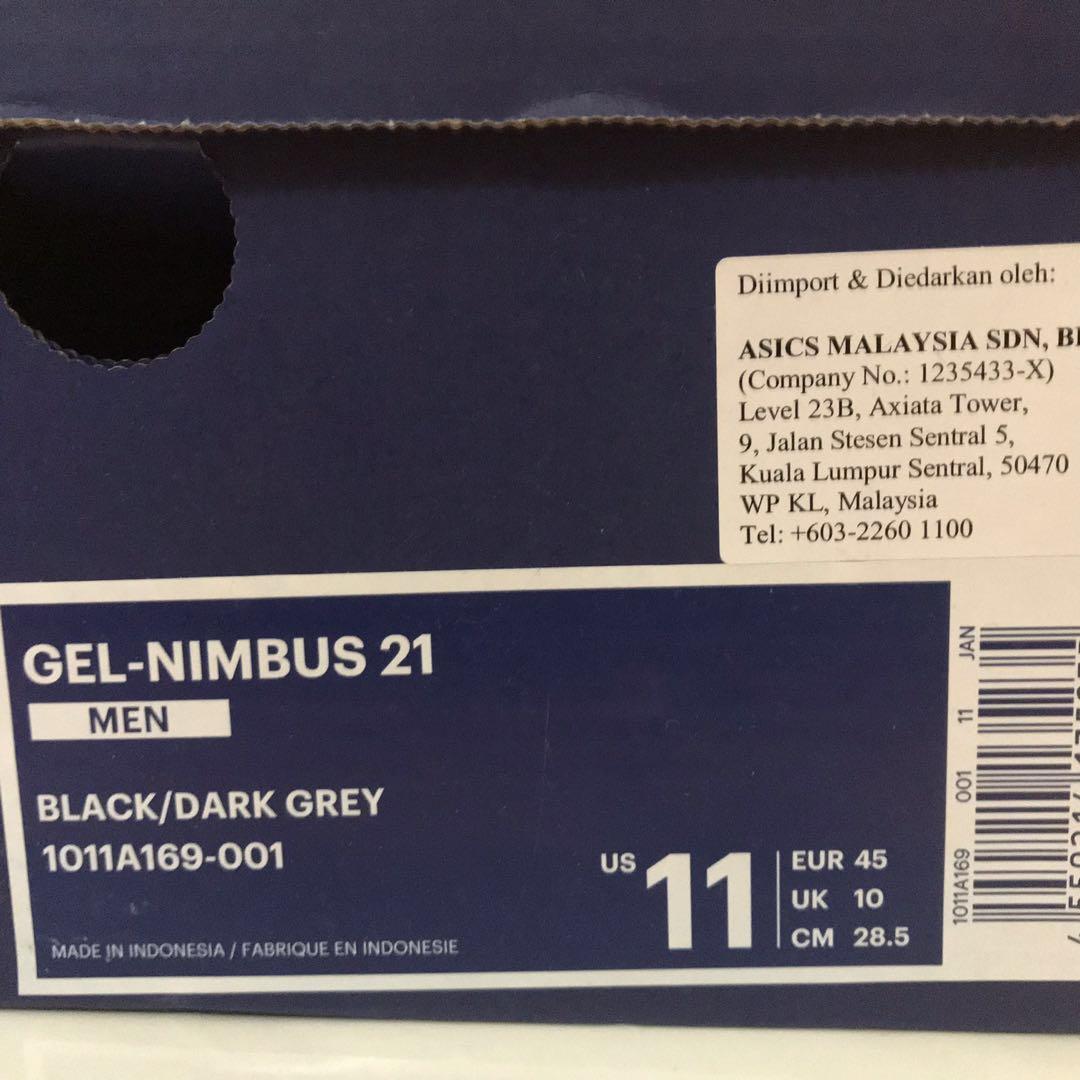 Diimport & Diedarkan oleh:
ASICS MALAYSIA SDN, B
(Company No.: 1235433-X)
Level 23B, Axiata Tower,
9, Jalan Stesen Sentral 5,
Kuala Lumpur Sentral, 50470
WP KL, Malaysia
Tel: +603-2260 1100
GEL-NIMBUS 21
MEN
BLACK/DARK GREY
1011A169-001
MADE IN INDONESIA / FABRIQUE EN INDONESIE
US 11
EUR 45
UK 10
CM 28.5
1011A169 001 11 JAN